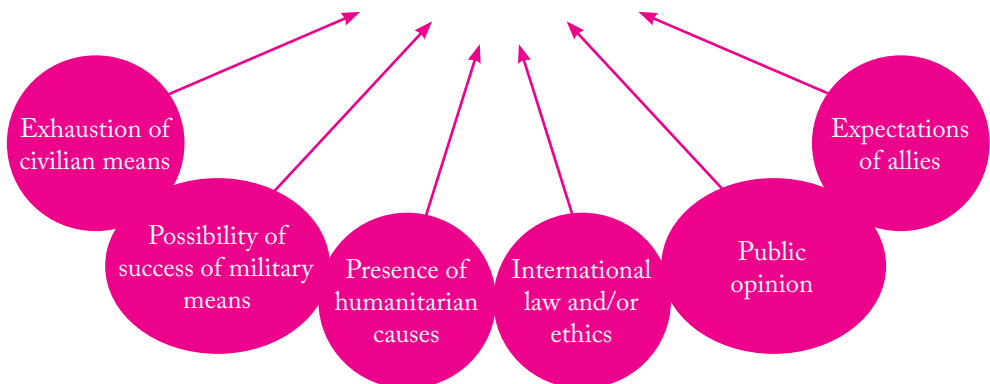 Exhaustion of
civilian means
Possibility of
success of military
means
Presence of
humanitarian
causes
International
law and/or
ethics
Public
opinion
Expectations
of allies